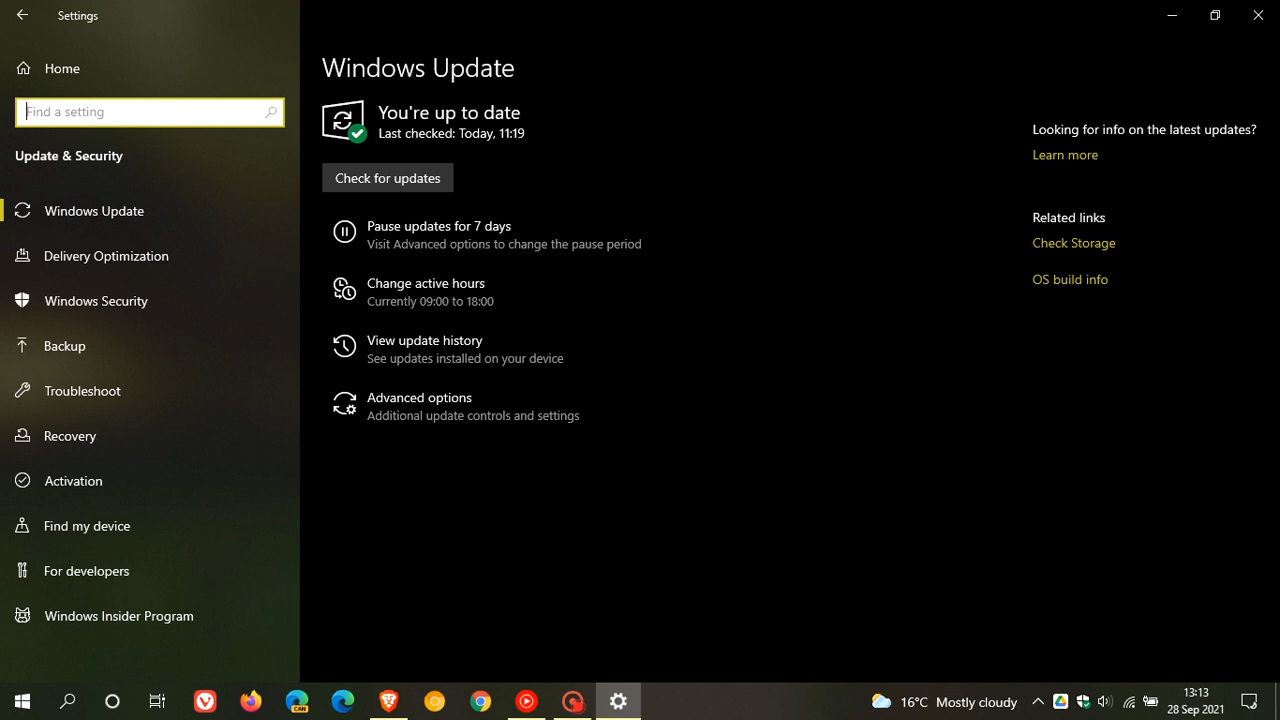 Settings
Home
Find a setting
Update & Security
Windows Update
Delivery Optimization
Windows Security
Backup
Troubleshoot
Recovery
Activation
Find my device
For developers
Windows Insider Program
Windows Update
You're up to date
Last checked: Today, 11:19
Check for updates
Pause updates for 7 days
Visit Advanced options to change the pause period
Change active hours
Currently 09:00 to 18:00
View update history
See updates installed on your device
Advanced options
Additional update controls and settings
Looking for info on the latest updates?
Learn more
Related links
Check Storage
OS build info
CAN
16°C Mostly cloudy
13:13
28 Sep 2021